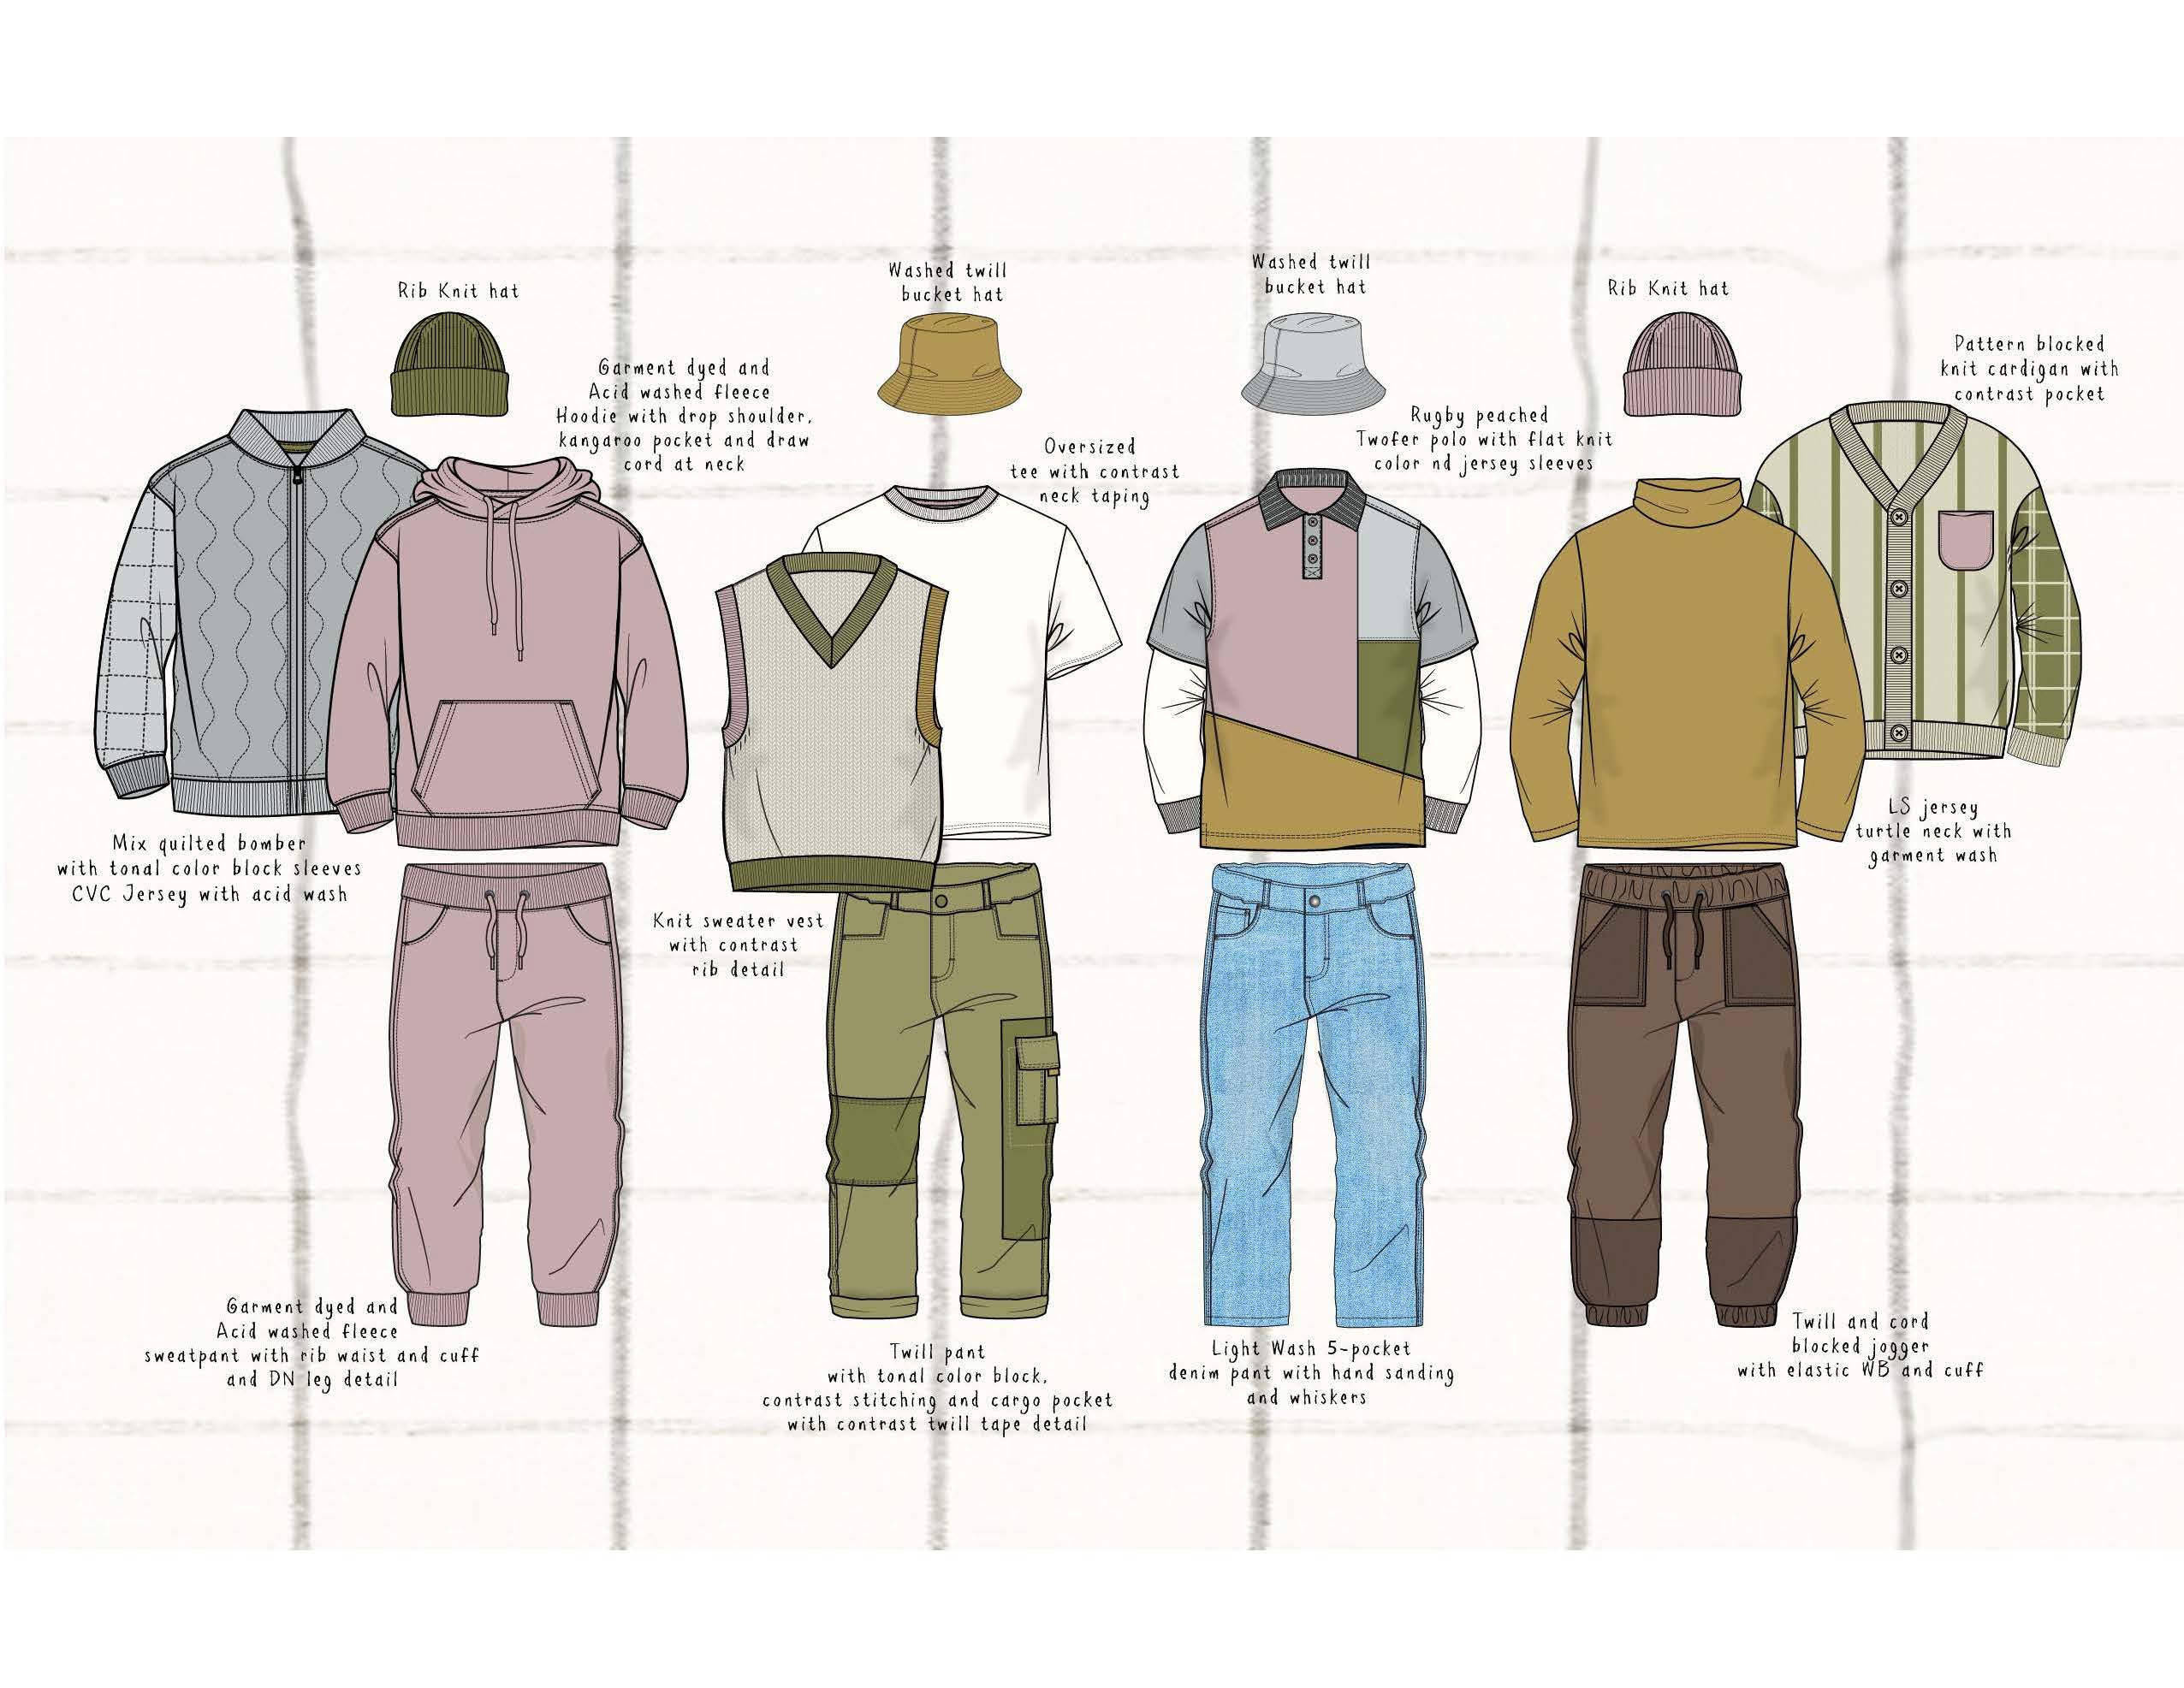 Rib Knit hat
Garment dyed and
Acid washed fleece
Hoodie with drop shoulder,
kangaroo pocket and draw
cord at neck
Washed twill
bucket hat
Oversized
tee with contrast
neck taping
Washed twill
bucket hat
Rugby peached
Twofer polo with flat knit
color nd jersey sleeves
Rib Knit hat
Pattern blocked
knit cardigan with
contrast pocket
Mix quilted bomber
with tonal color block sleeves
CVC Jersey with acid wash
Knit sweater vest
with contrast
rib detail
LS jersey
turtle neck with
garment wash
Garment dyed and
Acid washed fleece
sweatpant with rib waist and cuff
and DN leg detail
Twill pant
with tonal color block,
contrast stitching and cargo pocket
with contrast twill tape detail
Light Wash 5-pocket
denim pant with hand sanding
and whiskers
Twill and cord
blocked jogger
with elastic WB and cuff